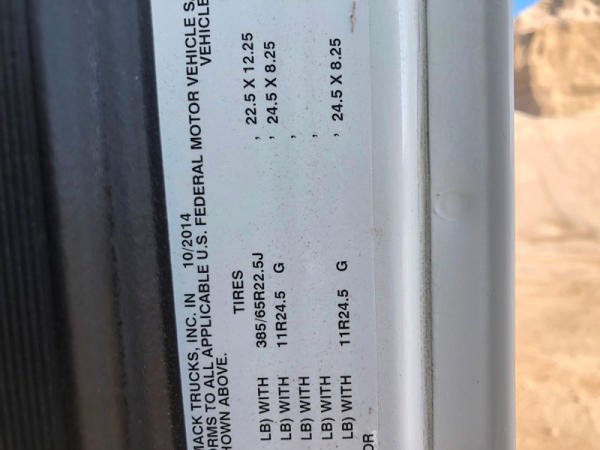 MACK TRUCKS, INC. IN 10/2014
ORMS TO ALL APPLICABLE U.S. FEDERAL MOTOR VEHICLE S
HOWN ABOVE. VEHICLE
TIRES
LB) WITH 385/65R22.5J , 22.5 X 12.25
LB) WITH 11R24.5 G , 24.5 X 8.25
LB) WITH ,
LB) WITH ,
LB) WITH 11R24.5 G , 24.5 X 8.25
OR